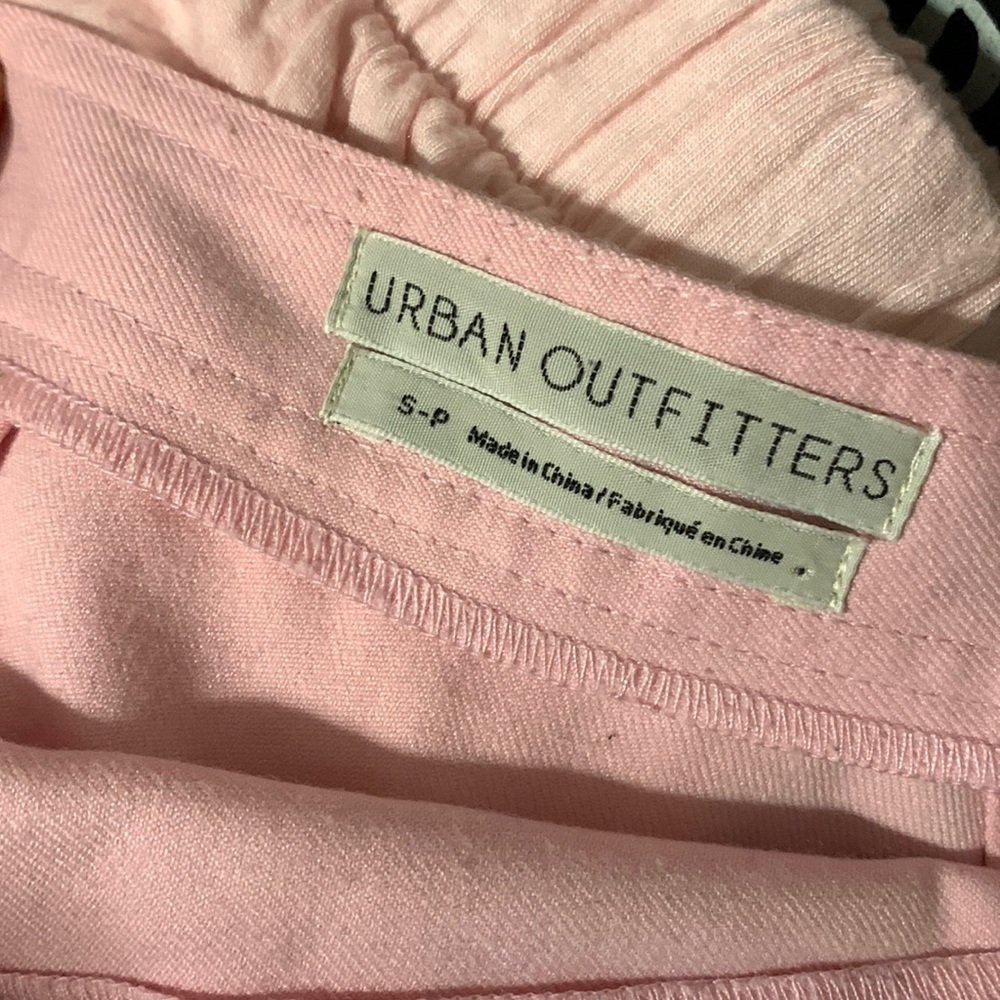 URBAN OUTFITTERS
S-P Made in China / Fabriqué en Chine